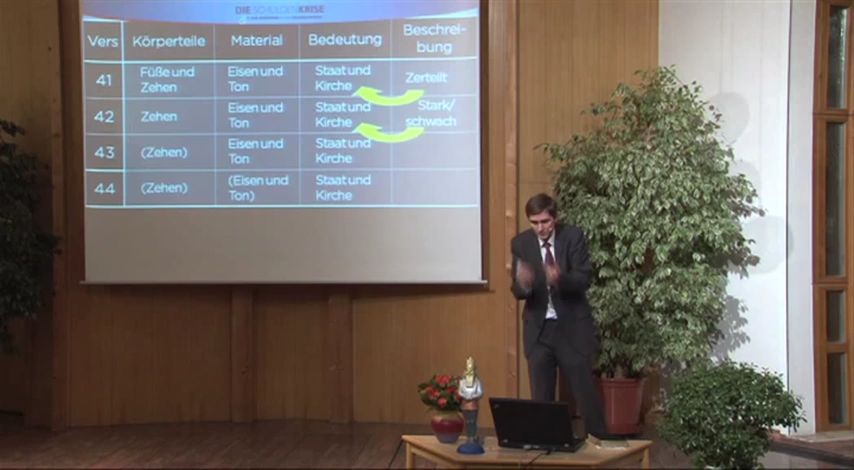 DIE SCHULDENKRISE
Vers Körperteile Material Bedeutung Beschrei-
bung
41 Füße und Eisen und Staat und Zerteilt
Zehen Ton Kirche
42 Zehen Eisen und Staat und Stark/
Ton Kirche schwach
43 (Zehen) Eisen und Staat und
Ton Kirche
44 (Zehen) (Eisen und Staat und
Ton) Kirche